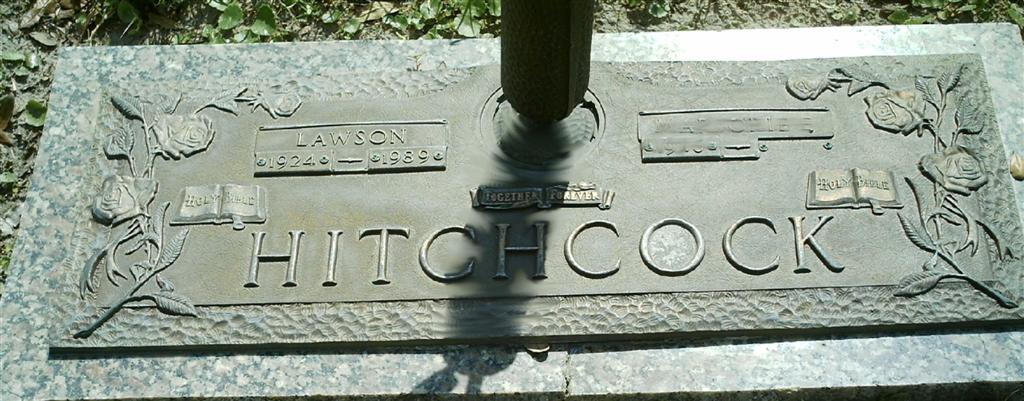 LAWSON
1924 1989
HOLY BIBLE
TOGETHER FOREVER
HOLY BIBLE
HITCHCOCK